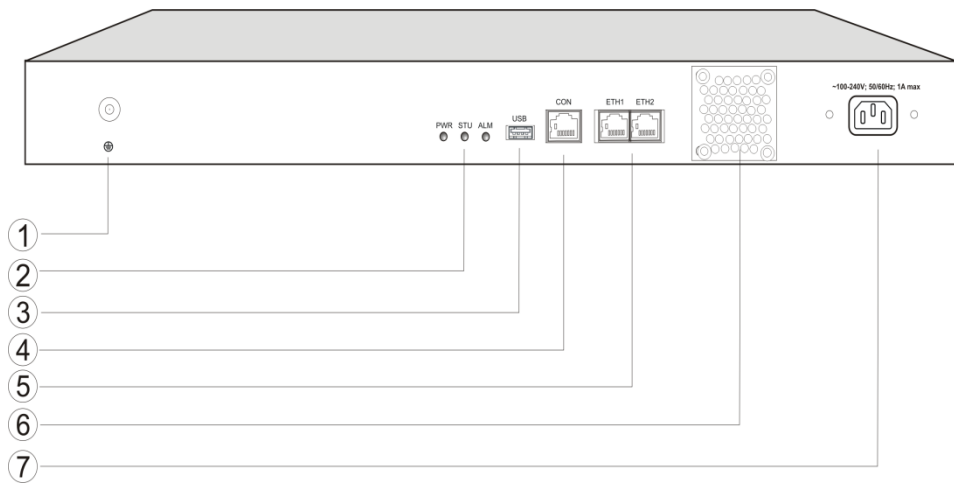 ~100-240V; 50/60Hz; 1A max
CON ETH1 ETH2
PWR STU ALM USB
1
2
3
4
5
6
7